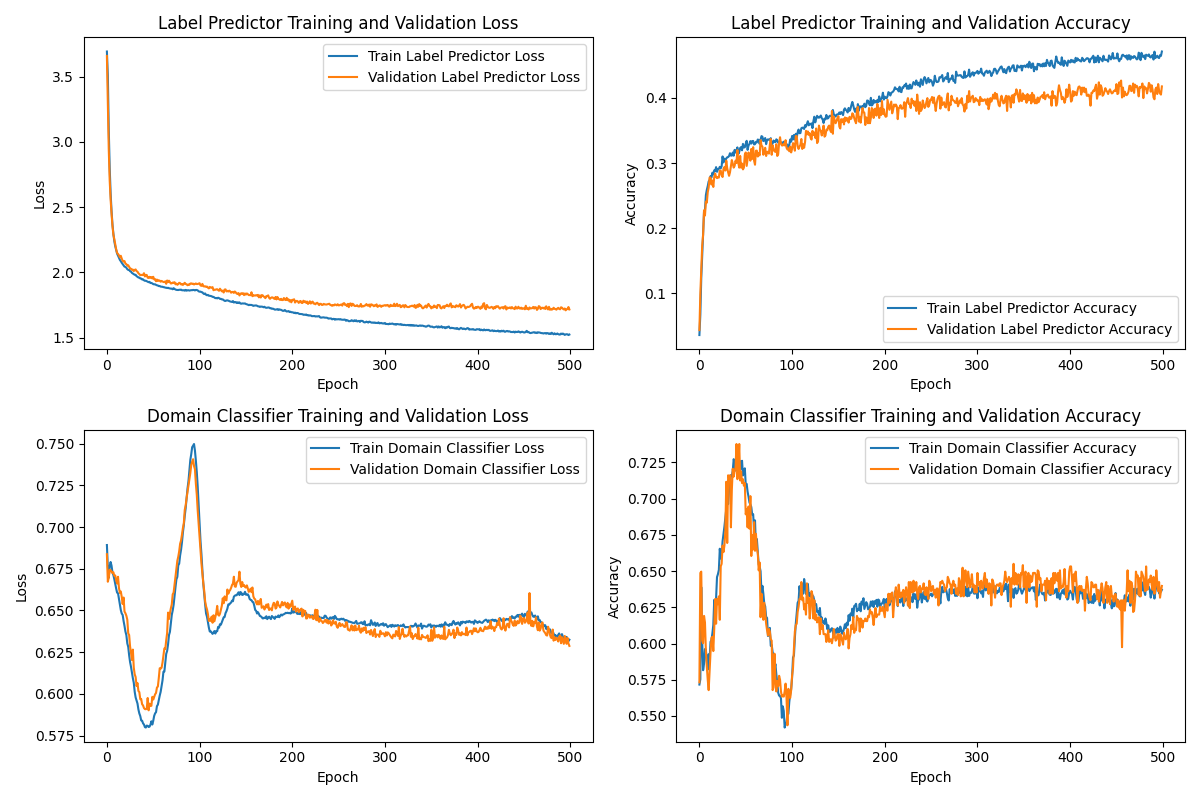 Label Predictor Training and Validation Loss
Loss
3.5
3.0
2.5
2.0
1.5
Train Label Predictor Loss
Validation Label Predictor Loss
0
100
200
300
400
500
Epoch
Label Predictor Training and Validation Accuracy
Accuracy
0.4
0.3
0.2
0.1
Train Label Predictor Accuracy
Validation Label Predictor Accuracy
0
100
200
300
400
500
Epoch
Domain Classifier Training and Validation Loss
Loss
0.750
0.725
0.700
0.675
0.650
0.625
0.600
0.575
Train Domain Classifier Loss
Validation Domain Classifier Loss
0
100
200
300
400
500
Epoch
Domain Classifier Training and Validation Accuracy
Accuracy
0.725
0.700
0.675
0.650
0.625
0.600
0.575
0.550
Train Domain Classifier Accuracy
Validation Domain Classifier Accuracy
0
100
200
300
400
500
Epoch